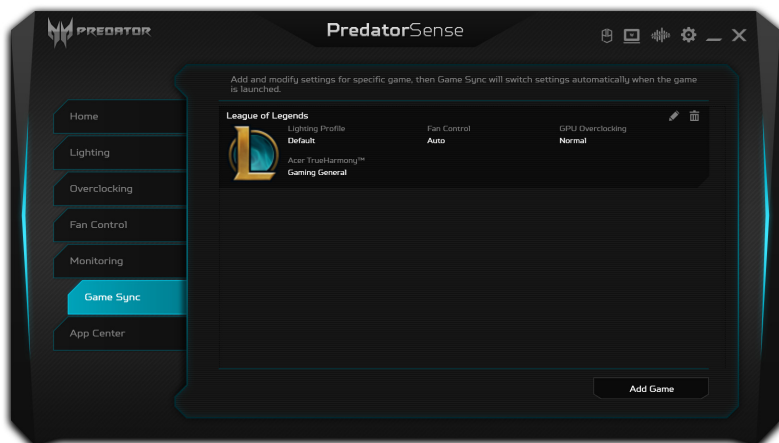 PREDATOR
PredatorSense
Add and modify settings for specific game, then Game Sync will switch settings automatically when the game
is launched.
Home
Lighting
Overclocking
Fan Control
Monitoring
Game Sync
App Center
League of Legends
Lighting Profile Fan Control GPU Overclocking
Default Auto Normal
Acer TrueHarmony™
Gaming General
Add Game